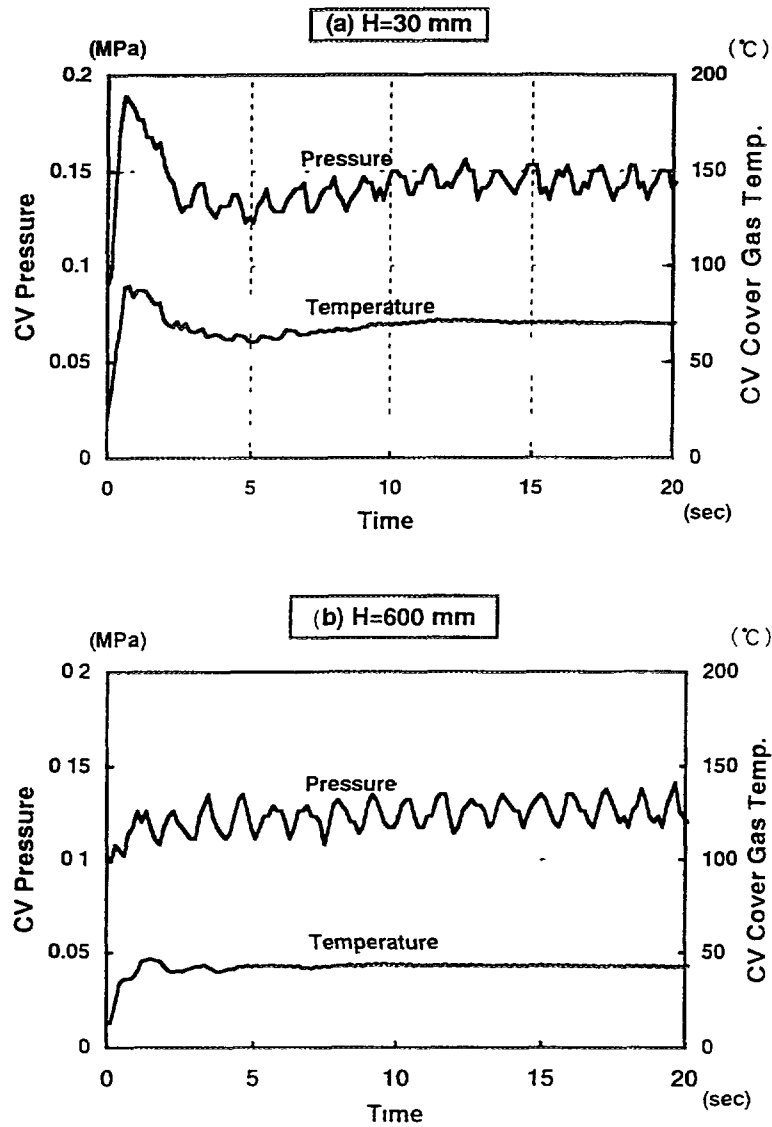 (a) H=30 mm
(MPa)
(℃)
0.2
200
Pressure
0.15
150
CV Pressure
CV Cover Gas Temp.
0.1
100
Temperature
0.05
50
0
0
0
5
10
15
20
Time
(sec)
(b) H=600 mm
(MPa)
(℃)
0 2
200
0 15
150
Pressure
CV Pressure
CV Cover Gas Temp.
0 1
100
Temperature
0.05
50
0
0
0
5
10
15
20
Time
(sec)